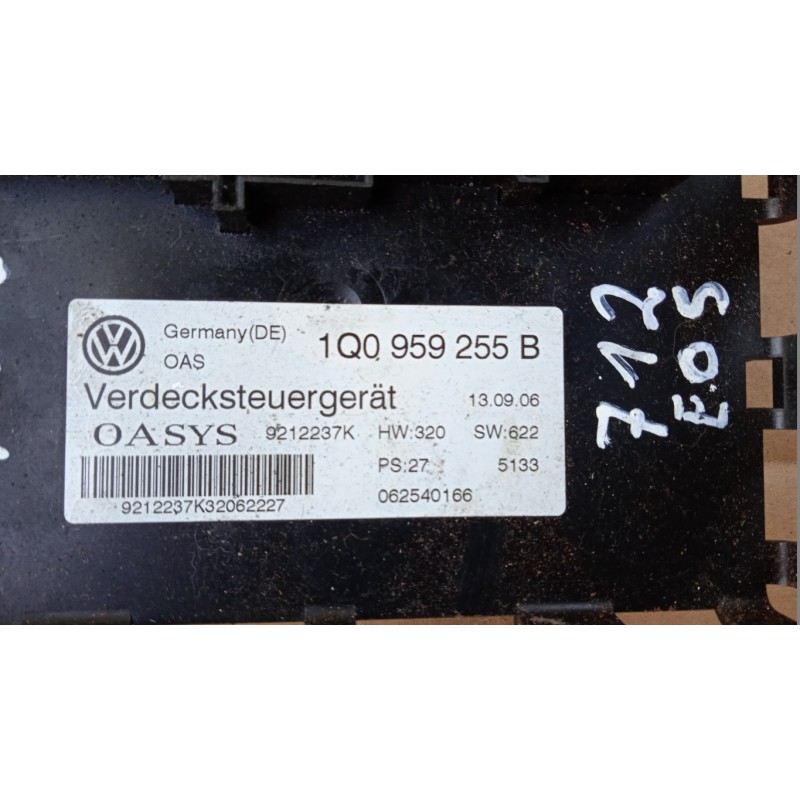 Germany(DE) 1Q0 959 255 B
OAS
Verdecksteuergerät 13.09.06
OASYS 9212237K HW:320 SW:622
PS:27 5133
9212237K32062227 062540166
712
EOS